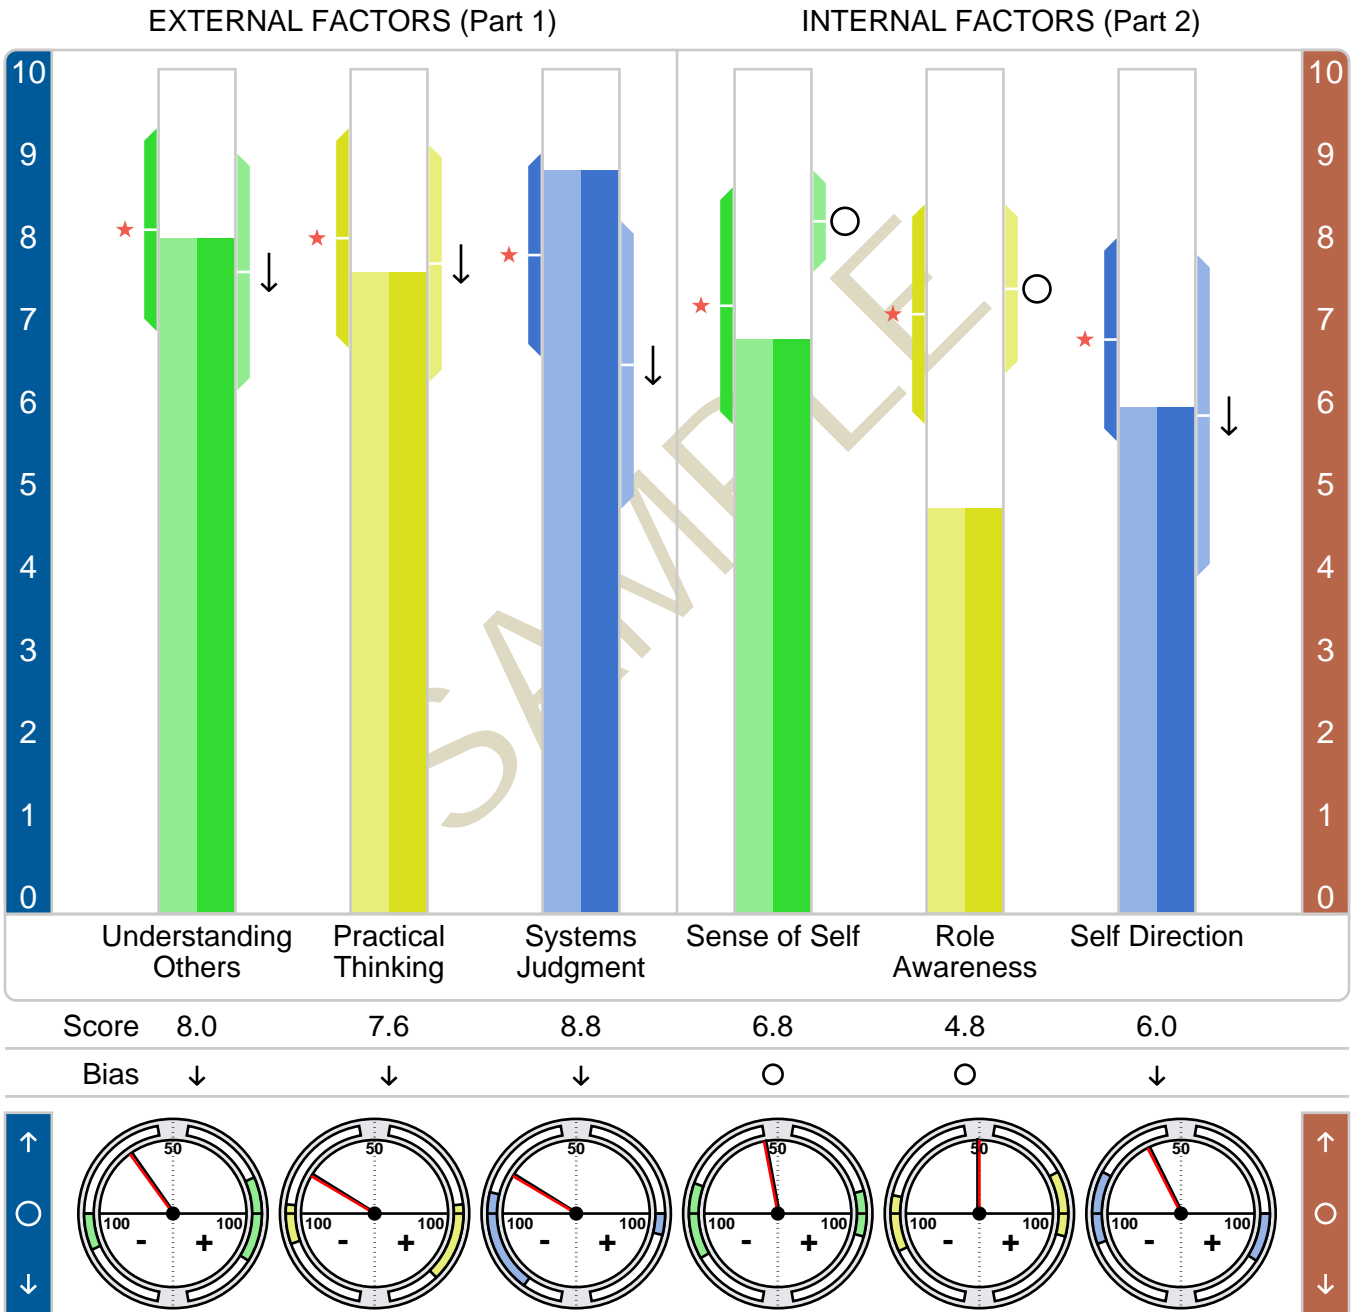 EXTERNAL FACTORS (Part 1) INTERNAL FACTORS (Part 2)
10 10
9 9
8 8
7 7
6 6
5 5
4 4
3 3
2 2
1 1
0 0
SAMPLE
Understanding Practical Systems Sense of Self Role Self Direction
Others Thinking Judgment Awareness
Score 8.0 7.6 8.8 6.8 4.8 6.0
Bias ↓ ↓ ↓ O O ↓
↑ 50 50 50 50 50 50 ↑
O 100 100 100 100 100 100 100 100 100 100 100 100 O
- + - + - + - + - + - +
↓ ↓